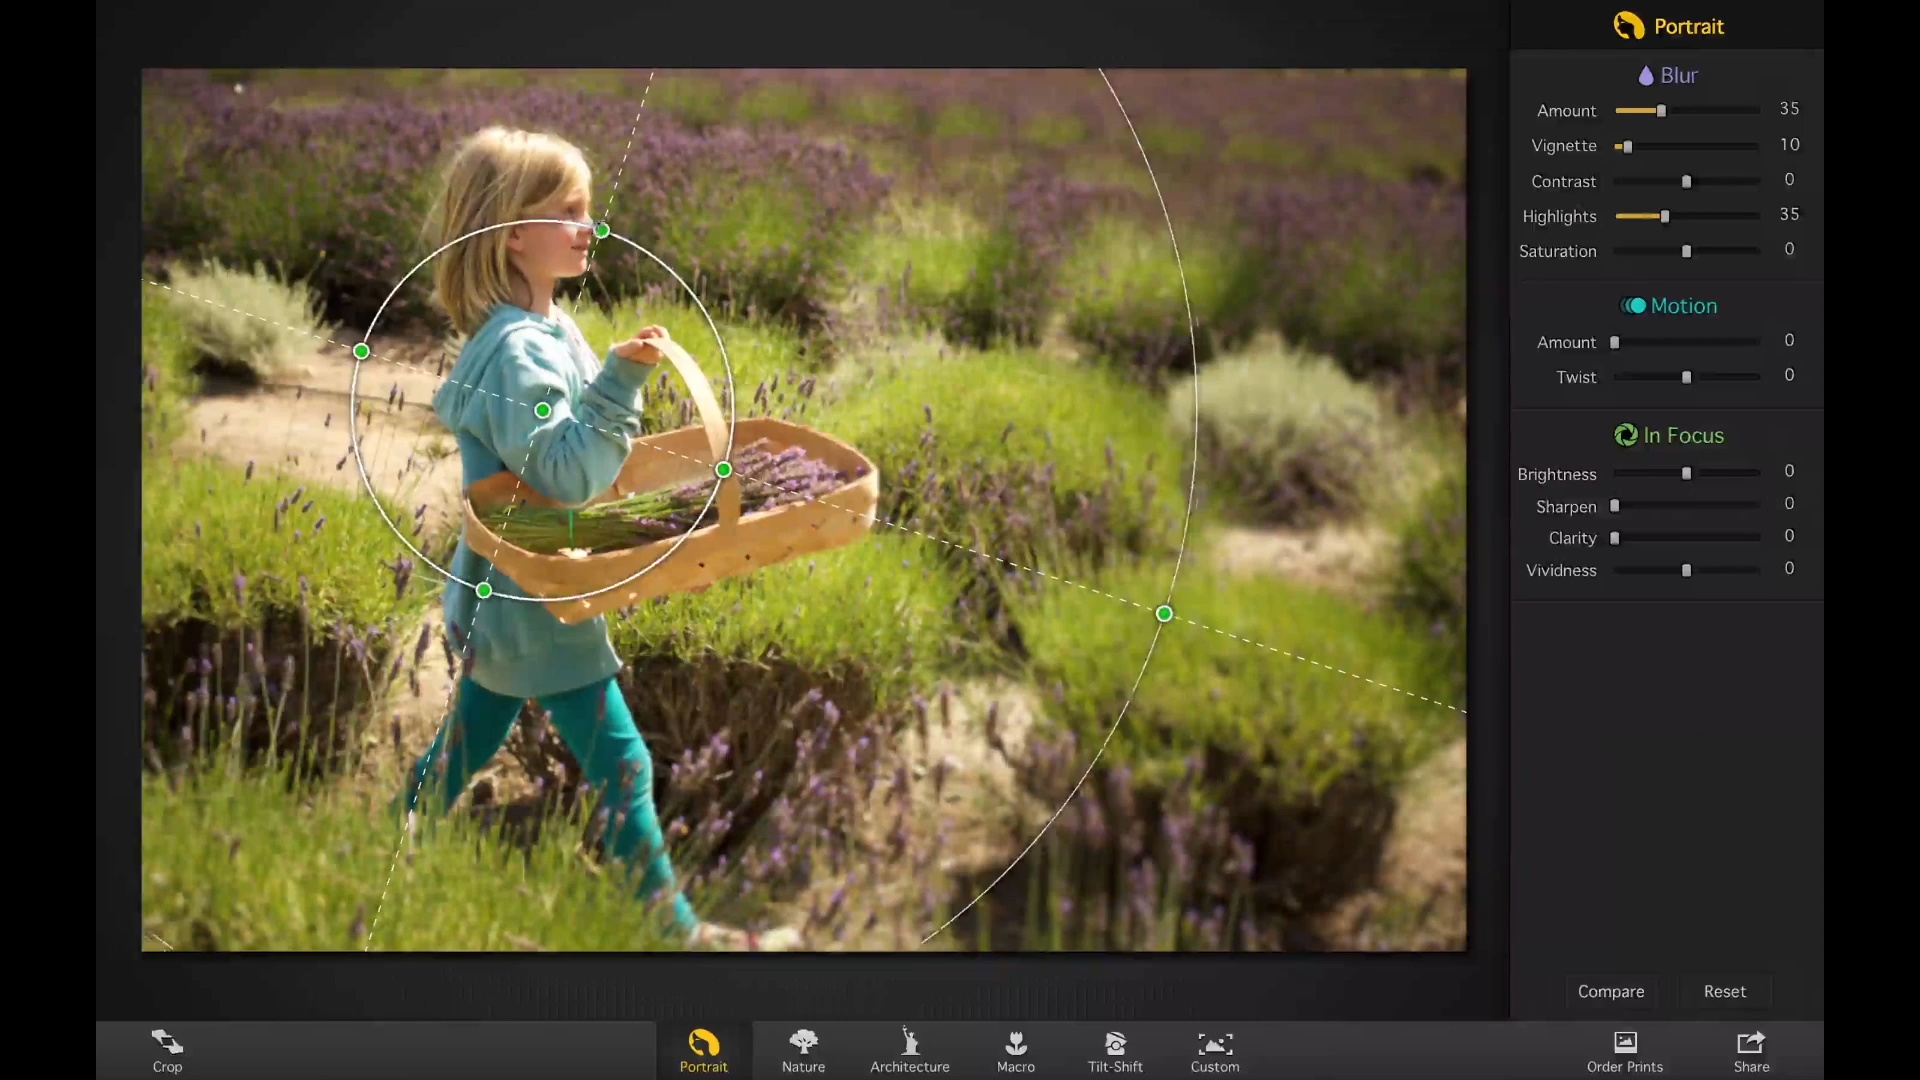 Portrait
Blur
Amount 35
Vignette 10
Contrast 0
Highlights 35
Saturation 0
Motion
Amount 0
Twist 0
In Focus
Brightness 0
Sharpen 0
Clarity 0
Vividness 0
Compare Reset
Crop Portrait Nature Architecture Macro Tilt-Shift Custom Order Prints Share